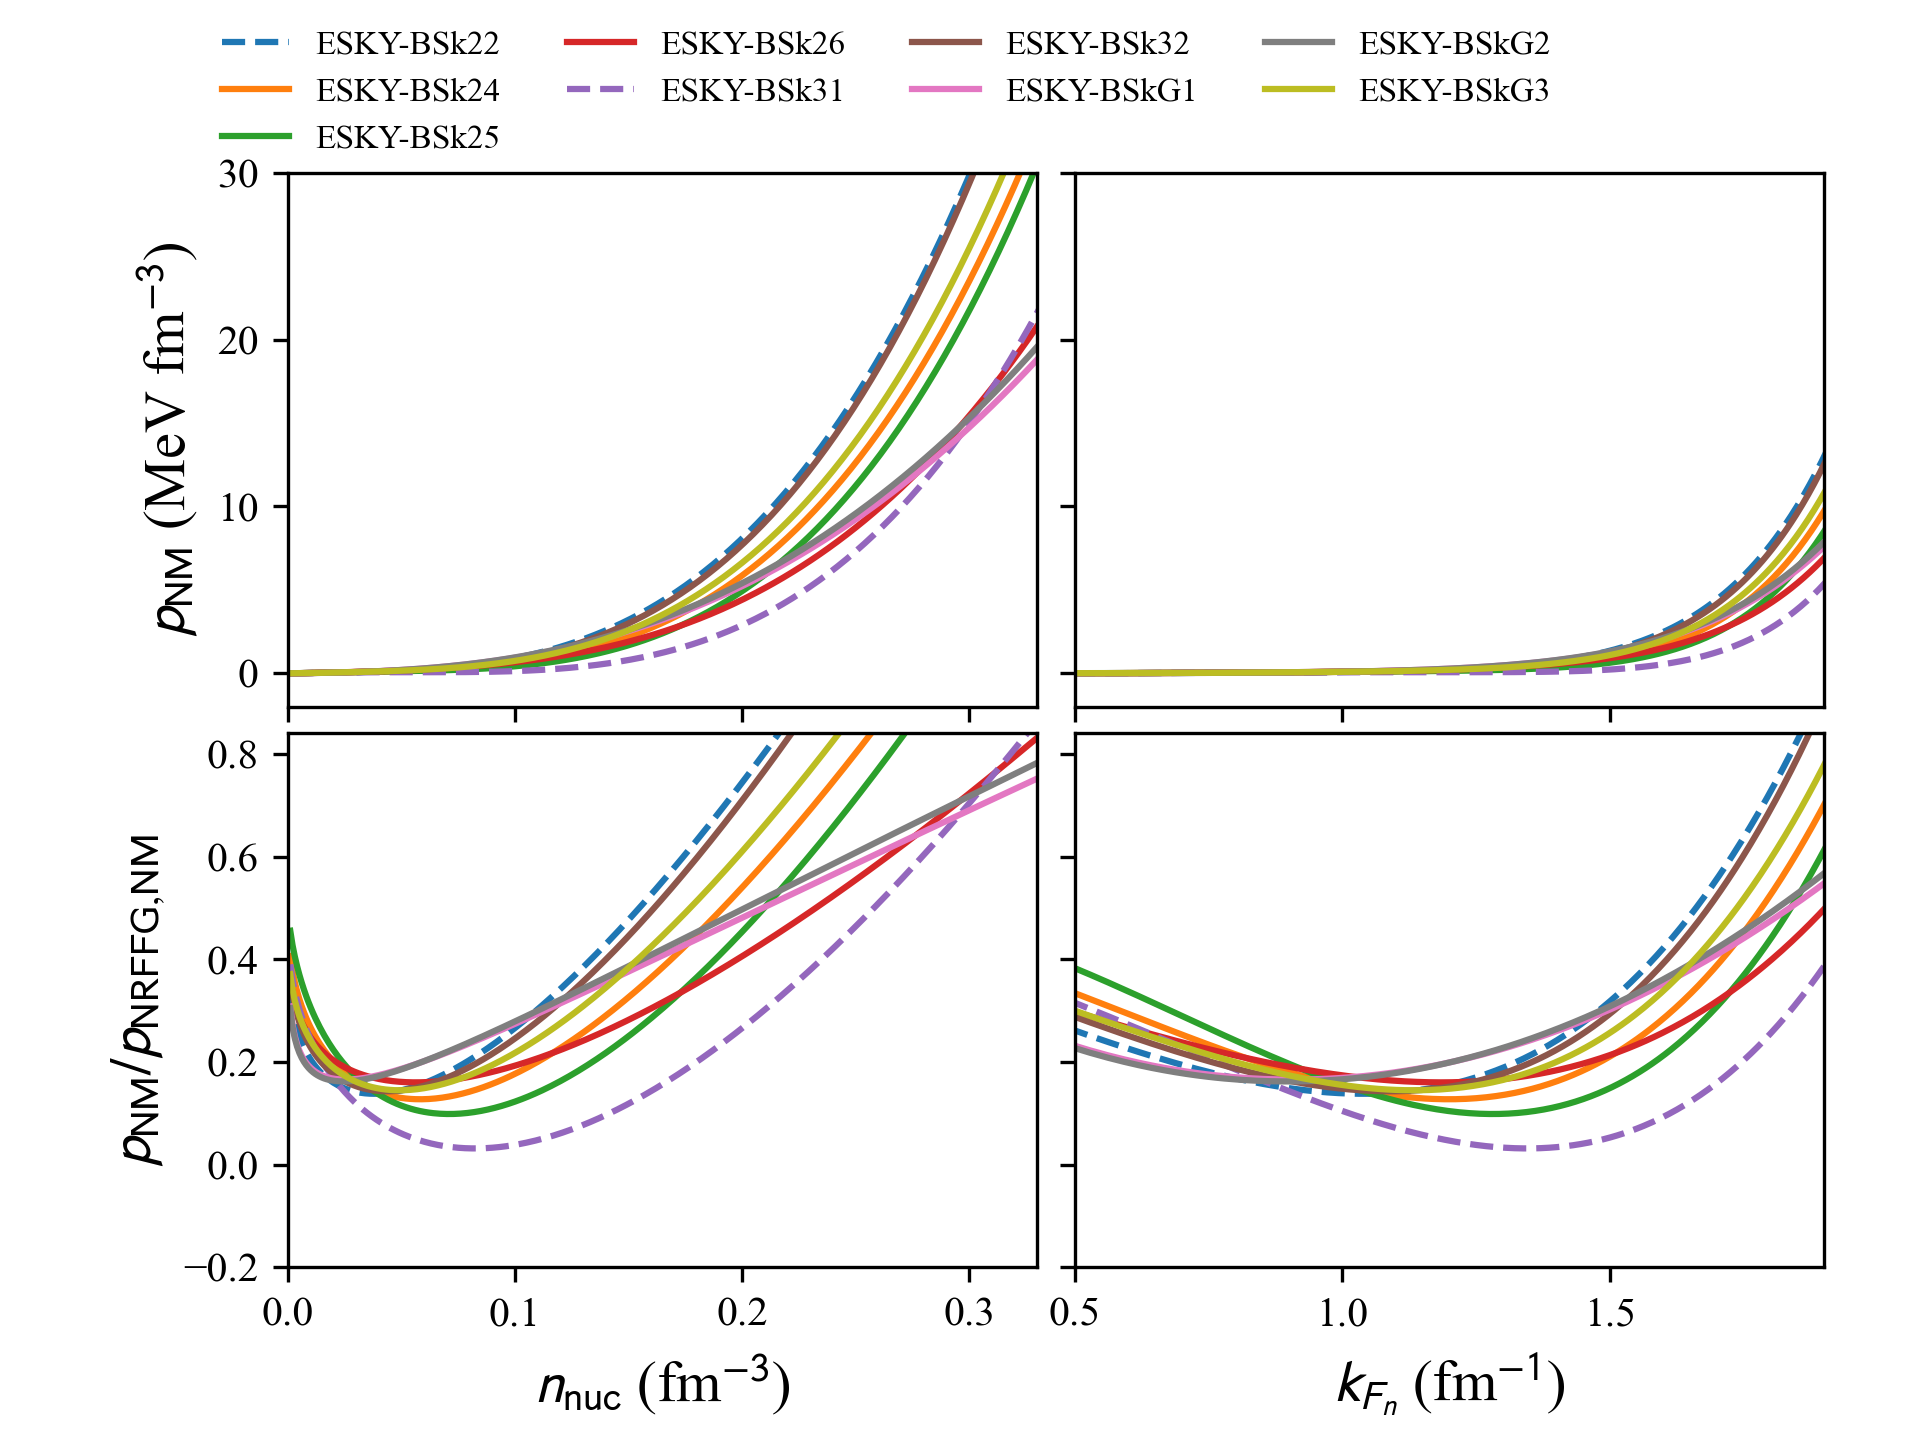 ESKY-BSk22 ESKY-BSk26 ESKY-BSk32 ESKY-BSkG2
ESKY-BSk24 ESKY-BSk31 ESKY-BSkG1 ESKY-BSkG3
ESKY-BSk25
30
20
10
0
p_NM (MeV fm⁻³)
0.8
0.6
0.4
0.2
0.0
−0.2
p_NM/p_NRFFG,NM
0.0 0.1 0.2 0.3 0.5 1.0 1.5
n_nuc (fm⁻³) k_{F_n} (fm⁻¹)